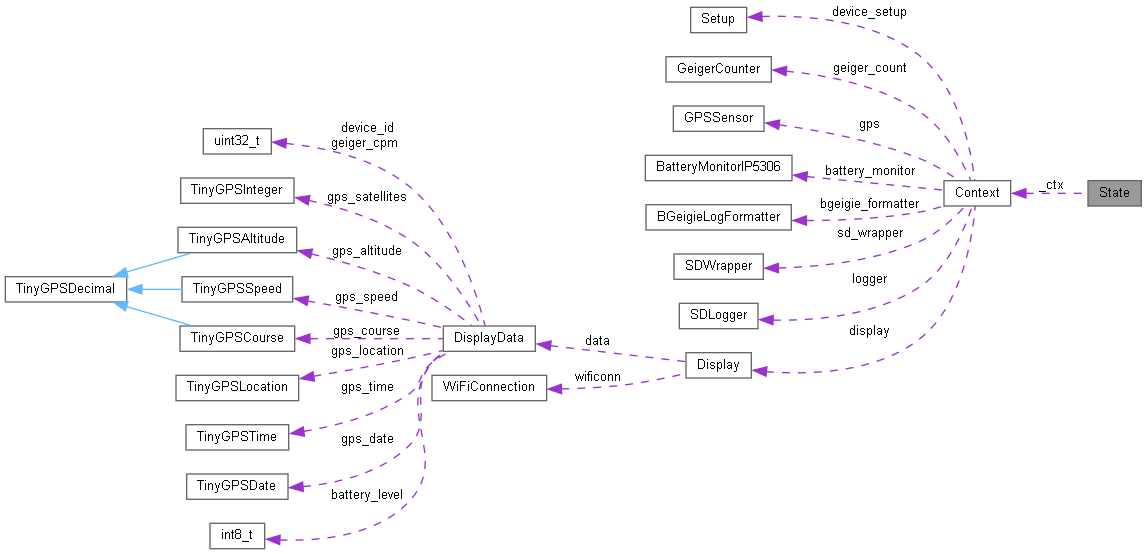 Setup
device_setup
GeigerCounter
geiger_count
GPSSensor
gps
BatteryMonitorIP5306
battery_monitor
BGeigieLogFormatter
bgeigie_formatter
SDWrapper
sd_wrapper
SDLogger
logger
display
Context
_ctx
State
Display
data
WiFiConnection
wificonn
DisplayData
uint32_t
device_id
geiger_cpm
TinyGPSInteger
gps_satellites
TinyGPSAltitude
gps_altitude
TinyGPSDecimal
TinyGPSSpeed
gps_speed
TinyGPSCourse
gps_course
TinyGPSLocation
gps_location
TinyGPSTime
gps_time
TinyGPSDate
gps_date
int8_t
battery_level